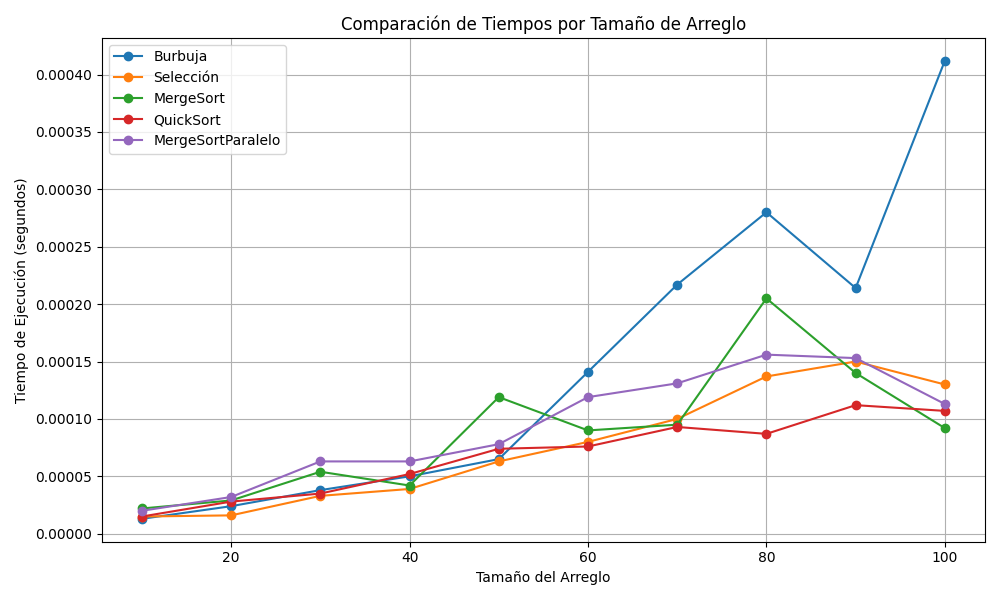 Comparación de Tiempos por Tamaño de Arreglo
Burbuja
Selección
MergeSort
QuickSort
MergeSortParalelo
Tiempo de Ejecución (segundos)
0.00040
0.00035
0.00030
0.00025
0.00020
0.00015
0.00010
0.00005
0.00000
20 40 60 80 100
Tamaño del Arreglo